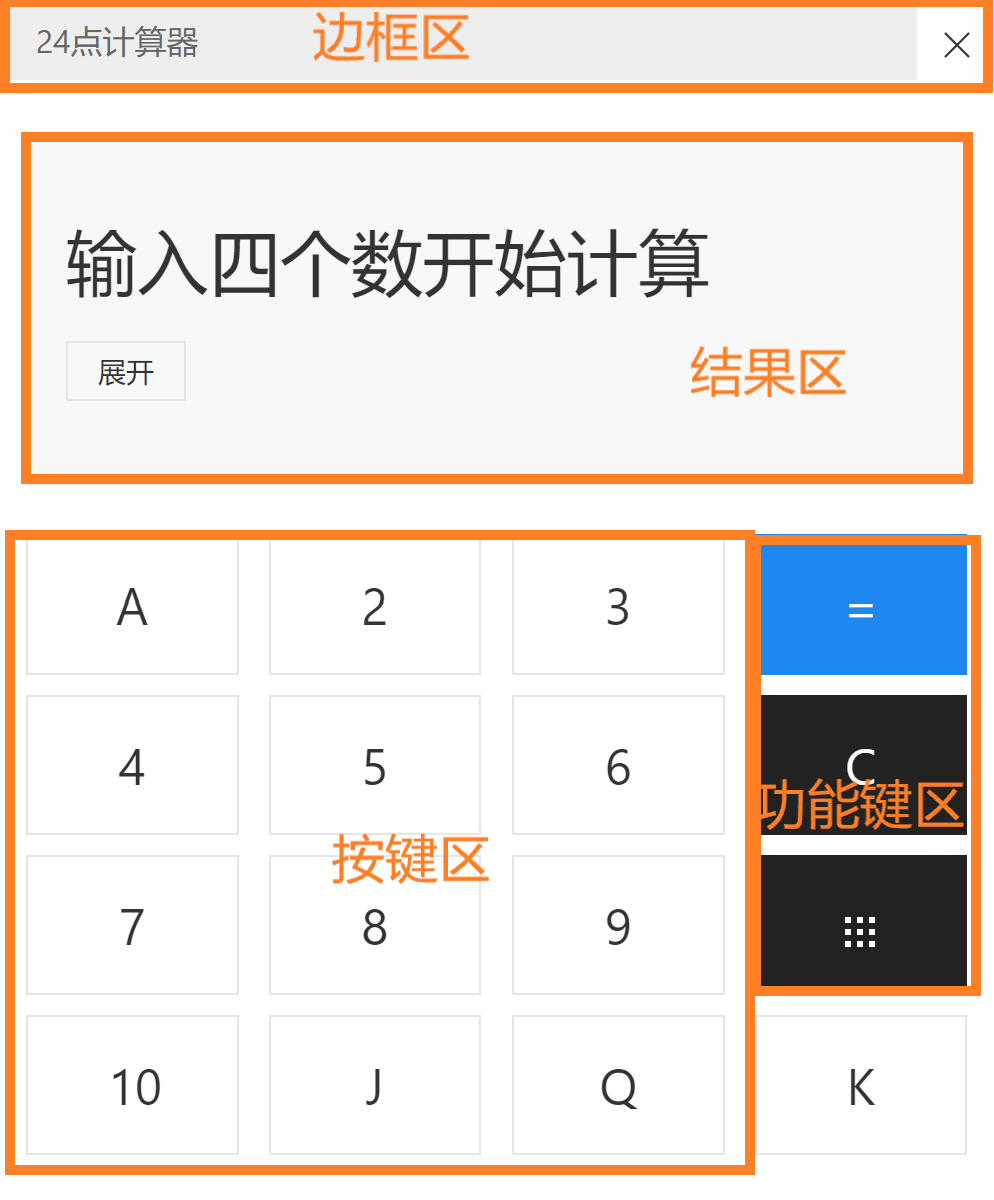 24点计算器 边框区
输入四个数开始计算
展开 结果区
A 2 3 =
4 5 6 C
功能键区
按键区
7 8 9
10 J Q K